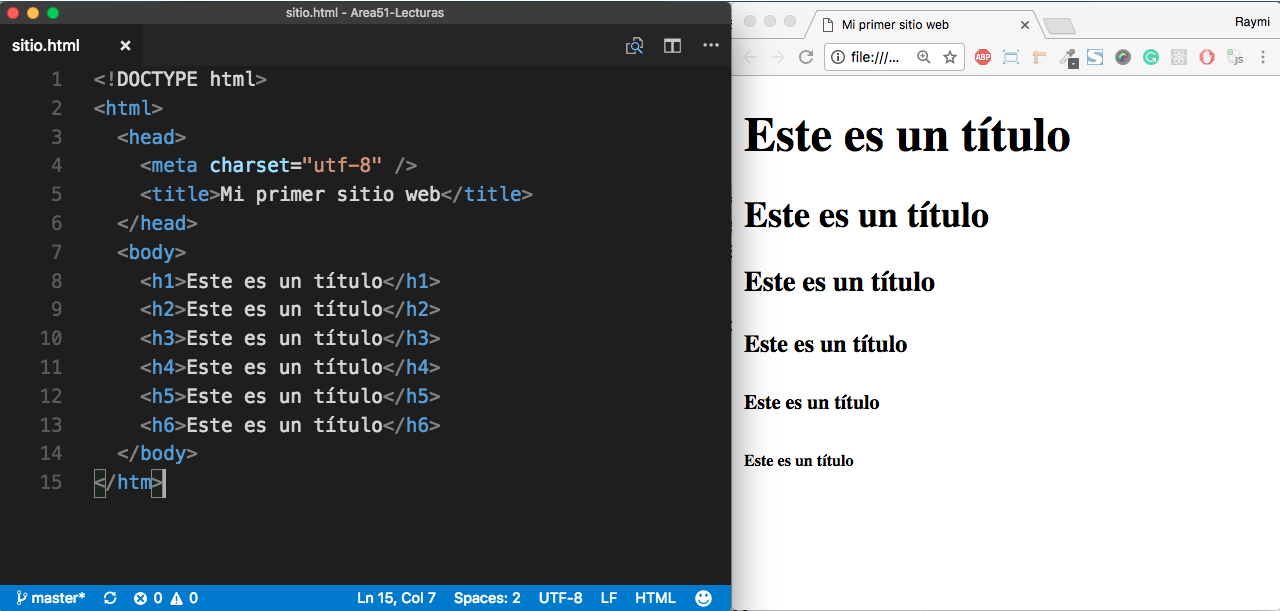 sitio.html - Area51-Lecturas
sitio.html
1 <!DOCTYPE html>
2 <html>
3 <head>
4 <meta charset="utf-8" />
5 <title>Mi primer sitio web</title>
6 </head>
7 <body>
8 <h1>Este es un título</h1>
9 <h2>Este es un título</h2>
10 <h3>Este es un título</h3>
11 <h4>Este es un título</h4>
12 <h5>Este es un título</h5>
13 <h6>Este es un título</h6>
14 </body>
15 </htm>
master* 0 0 Ln 15, Col 7 Spaces: 2 UTF-8 LF HTML
Mi primer sitio web
Raymi
file:///...
ABP
js
Este es un título
Este es un título
Este es un título
Este es un título
Este es un título
Este es un título